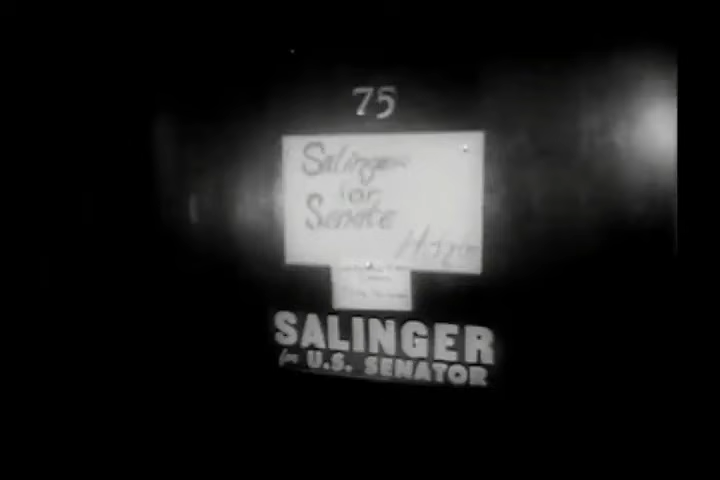 75
Salinger
for
Senate
SALINGER
for U.S. SENATOR